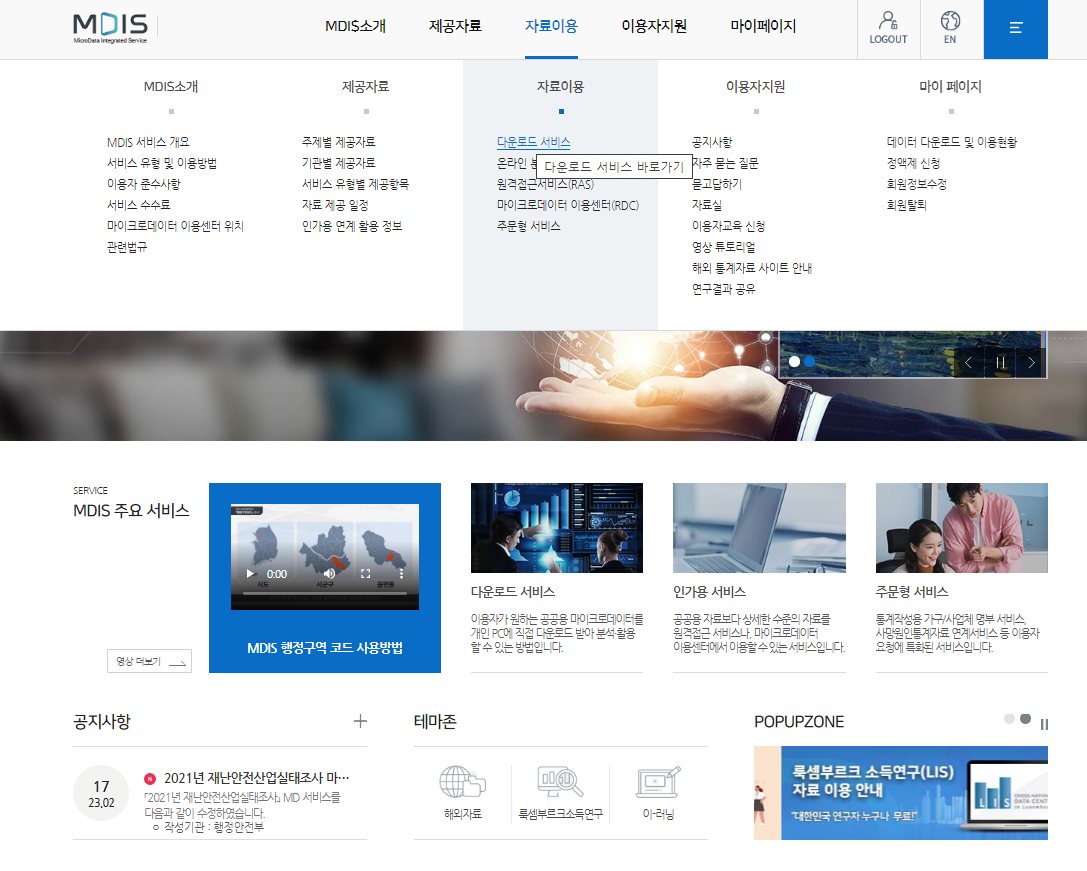 MDIS
MicroData Integrated Service
MDIS소개
제공자료
자료이용
이용자지원
마이페이지
LOGOUT
EN
MDIS소개
MDIS 서비스 개요
서비스 유형 및 이용방법
이용자 준수사항
서비스 수수료
마이크로데이터 이용센터 위치
관련법규
제공자료
주제별 제공자료
기관별 제공자료
서비스 유형별 제공항목
자료 제공 일정
인가용 연계 활용 정보
자료이용
다운로드 서비스
온라인
다운로드 서비스 바로가기
원격접근서비스(RAS)
마이크로데이터 이용센터(RDC)
주문형 서비스
이용자지원
공지사항
자주 묻는 질문
묻고답하기
자료실
이용자교육 신청
영상 튜토리얼
해외 통계자료 사이트 안내
연구결과 공유
마이 페이지
데이터 다운로드 및 이용현황
정액제 신청
회원정보수정
회원탈퇴
SERVICE
MDIS 주요 서비스
영상 더보기
시도
시군구
읍면동
0:00
MDIS 행정구역 코드 사용방법
다운로드 서비스
이용자가 원하는 공공용 마이크로데이터를
개인 PC에 직접 다운로드 받아 분석·활용
할 수 있는 방법입니다.
인가용 서비스
공공용 자료보다 상세한 수준의 자료를
원격접근 서비스나, 마이크로데이터
이용센터에서 이용할 수 있는 서비스입니다.
주문형 서비스
통계작성용 가구/사업체 명부 서비스,
사망원인통계자료 연계서비스 등 이용자
요청에 특화된 서비스입니다.
공지사항
17
23,02
N 2021년 재난안전산업실태조사 마…
「2021년 재난안전산업실태조사」 MD 서비스를
다음과 같이 수정하였습니다.
ㅇ 작성기관 : 행정안전부
테마존
해외자료
룩셈부르크소득연구
이-러닝
POPUPZONE
룩셈부르크 소득연구(LIS)
자료 이용 안내
"대한민국 연구자 누구나 무료!"
LIS
CROSS-NATIONAL
DATA CENTER
in Luxembourg